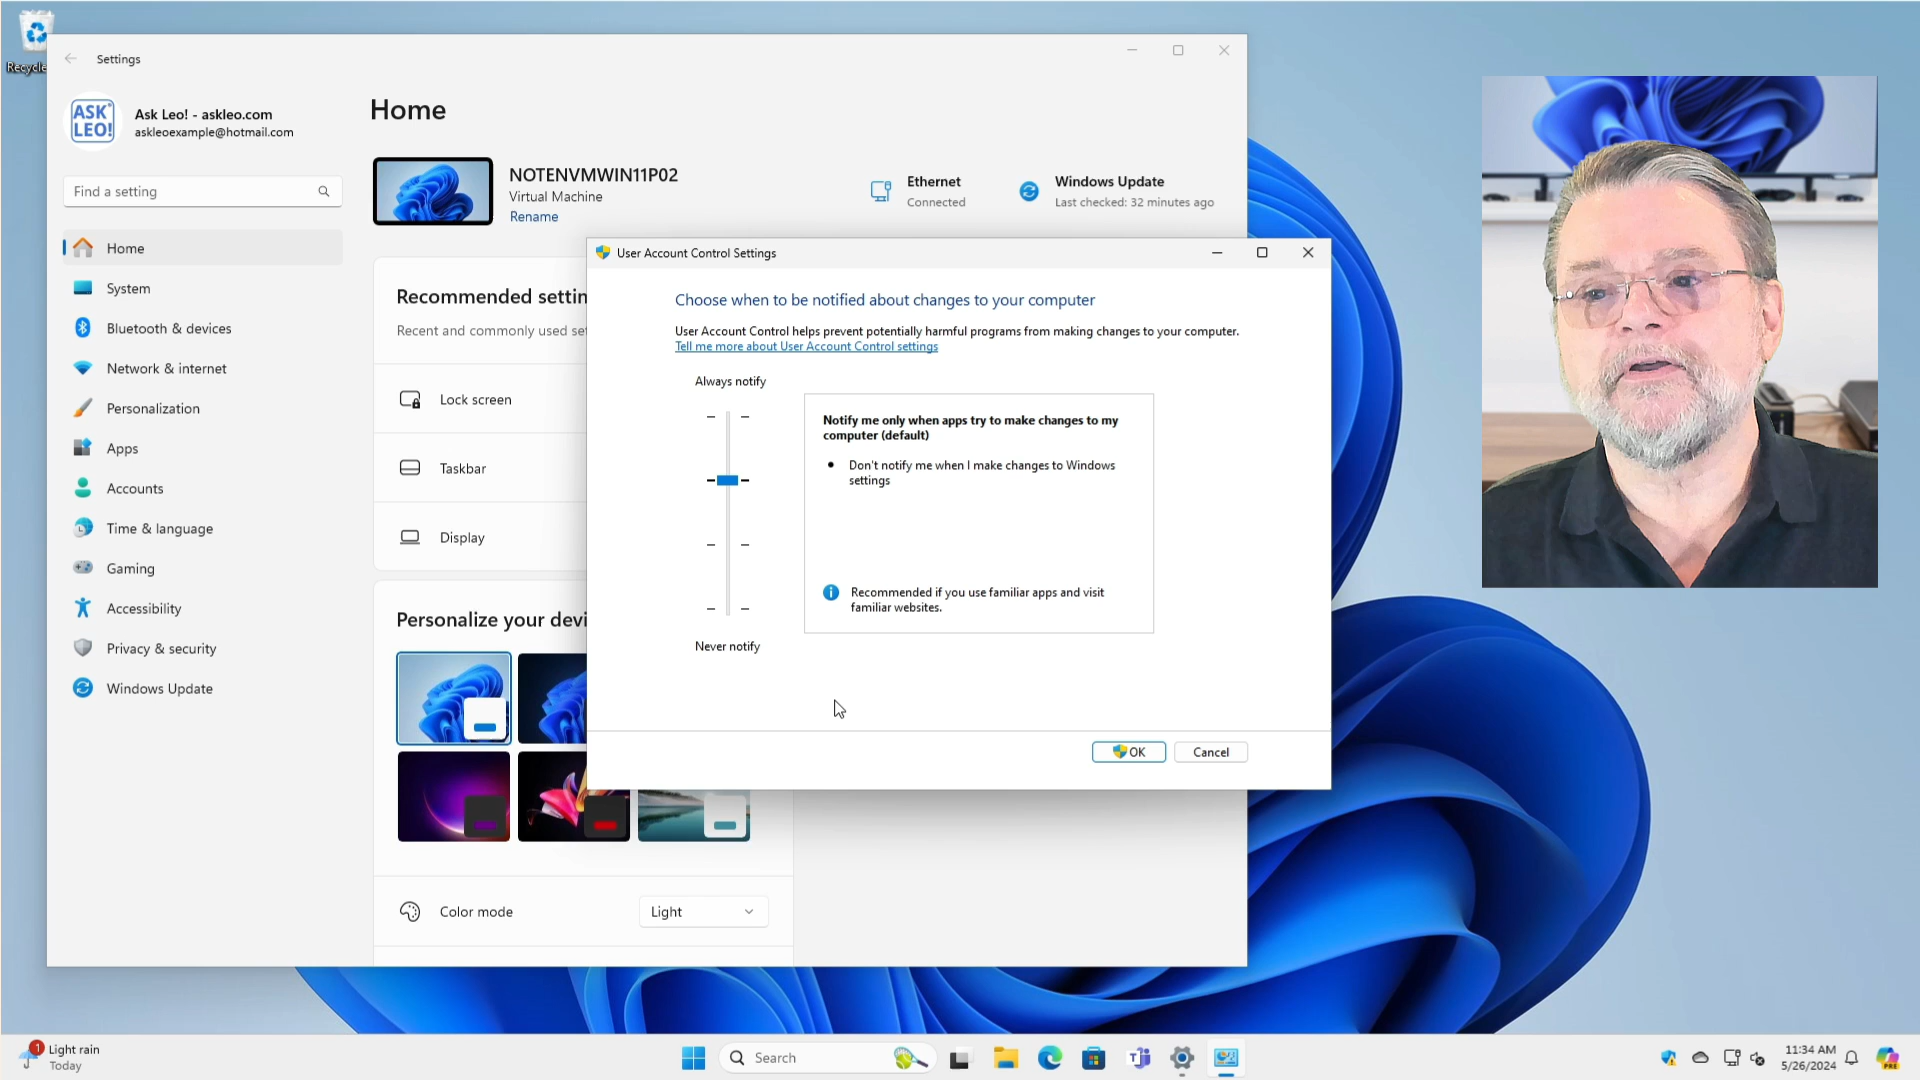 Recycle
Settings
ASK
LEO!
Ask Leo! - askleo.com
askleoexample@hotmail.com
Find a setting
Home
System
Bluetooth & devices
Network & internet
Personalization
Apps
Accounts
Time & language
Gaming
Accessibility
Privacy & security
Windows Update
Home
NOTENVMWIN11P02
Virtual Machine
Rename
Ethernet
Connected
Windows Update
Last checked: 32 minutes ago
Recommended settin
Recent and commonly used se
Lock screen
Taskbar
Display
Personalize your devi
Color mode
Light
User Account Control Settings
Choose when to be notified about changes to your computer
User Account Control helps prevent potentially harmful programs from making changes to your computer.
Tell me more about User Account Control settings
Always notify
Never notify
Notify me only when apps try to make changes to my
computer (default)
Don't notify me when I make changes to Windows
settings
Recommended if you use familiar apps and visit
familiar websites.
OK
Cancel
1
Light rain
Today
Search
11:34 AM
5/26/2024
PRE